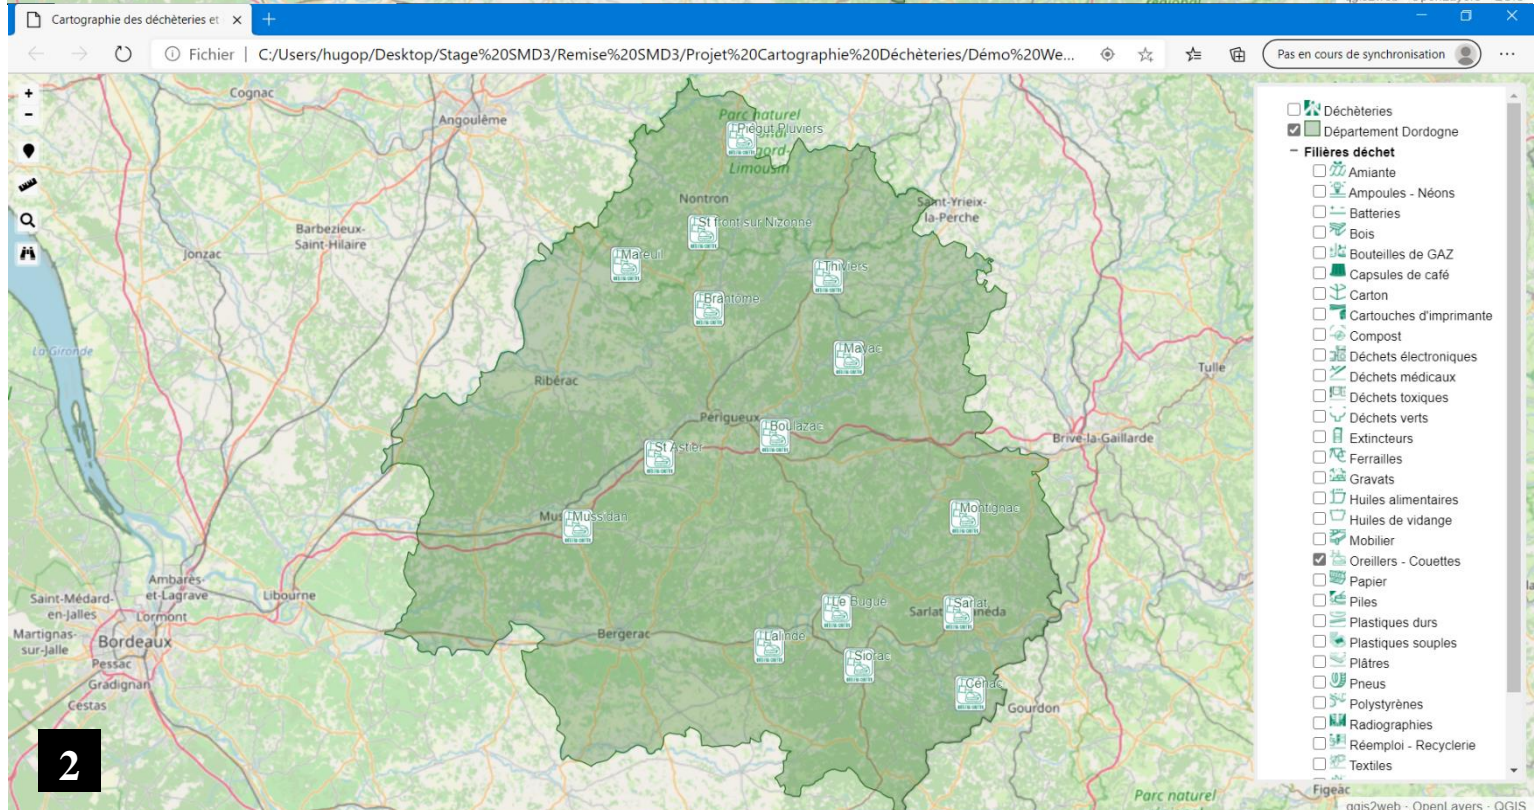 Cartographie des déchèteries et
Fichier | C:/Users/hugop/Desktop/Stage%20SMD3/Remise%20SMD3/Projet%20Cartographie%20Déchèteries/Démo%20We...
Pas en cours de synchronisation
+
-
Cognac
Angoulême
Parc naturel
Piégut Pluviers
Limousin
Nontron
Saint-Yrieix-
la-Perche
St front sur Nizonne
Barbezieux-
Saint-Hilaire
Jonzac
Mareuil
Thiviers
Brantôme
La Gironde
Mayac
Tulle
Ribérac
Périgueux
Boulazac
Brive-la-Gaillarde
St Astier
Montignac
Mussidan
Ambarès-
et-Lagrave
Libourne
Saint-Médard-
en-Jalles
Lormont
Le Bugue
Sarlat
Martignas-
sur-Jalle
Bordeaux
Bergerac
Lalinde
Pessac
Siorac
Gradignan
Cénac
Cestas
Gourdon
2
Parc naturel
Figeac
Déchèteries
Département Dordogne
Filières déchet
Amiante
Ampoules - Néons
Batteries
Bois
Bouteilles de GAZ
Capsules de café
Carton
Cartouches d'imprimante
Compost
Déchets électroniques
Déchets médicaux
Déchets toxiques
Déchets verts
Extincteurs
Ferrailles
Gravats
Huiles alimentaires
Huiles de vidange
Mobilier
Oreillers - Couettes
Papier
Piles
Plastiques durs
Plastiques souples
Plâtres
Pneus
Polystyrènes
Radiographies
Réemploi - Recyclerie
Textiles
qgis2web · OpenLayers · QGIS